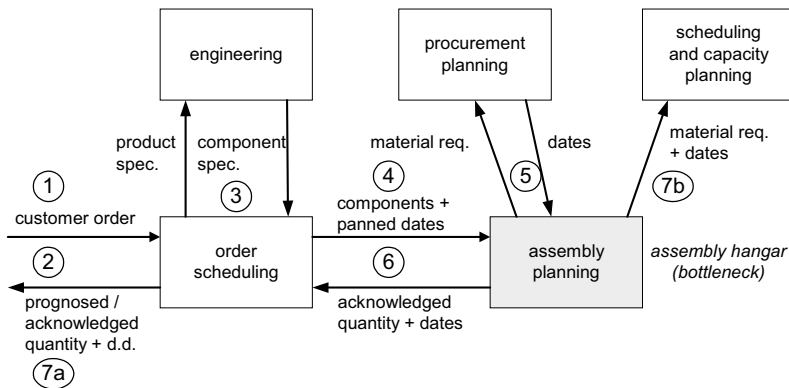 engineering
procurement
planning
scheduling
and capacity
planning
product
spec.
component
spec.
material req.
dates
material req.
+ dates
1
3
4
5
7b
customer order
components +
panned dates
2
order
scheduling
6
assembly
planning
assembly hangar
(bottleneck)
prognosed /
acknowledged
quantity + d.d.
acknowledged
quantity + dates
7a